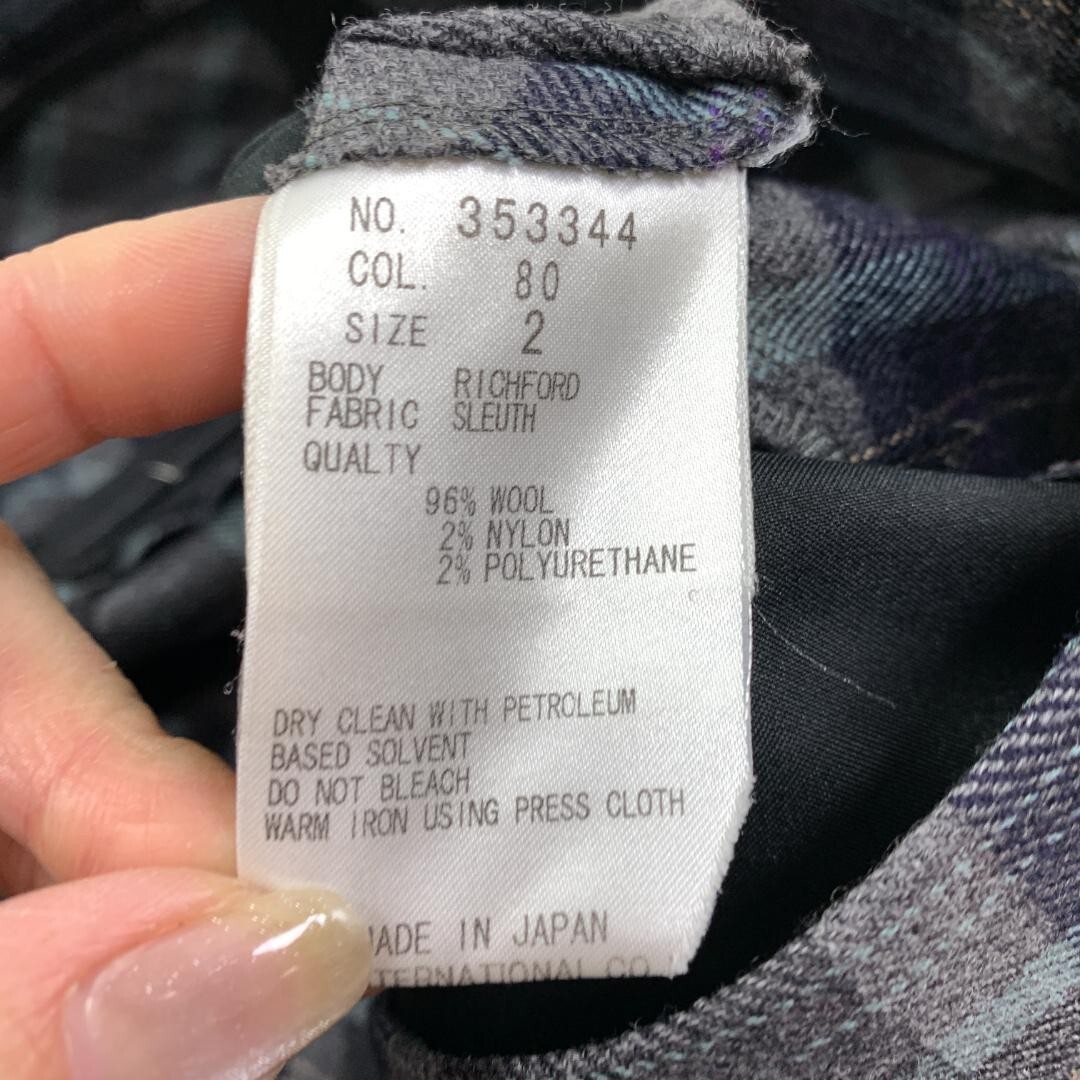 NO. 353344
COL. 80
SIZE 2
BODY RICHFORD
FABRIC SLEUTH
QUALTY
96% WOOL
2% NYLON
2% POLYURETHANE
DRY CLEAN WITH PETROLEUM
BASED SOLVENT
DO NOT BLEACH
WARM IRON USING PRESS CLOTH
IN JAPAN